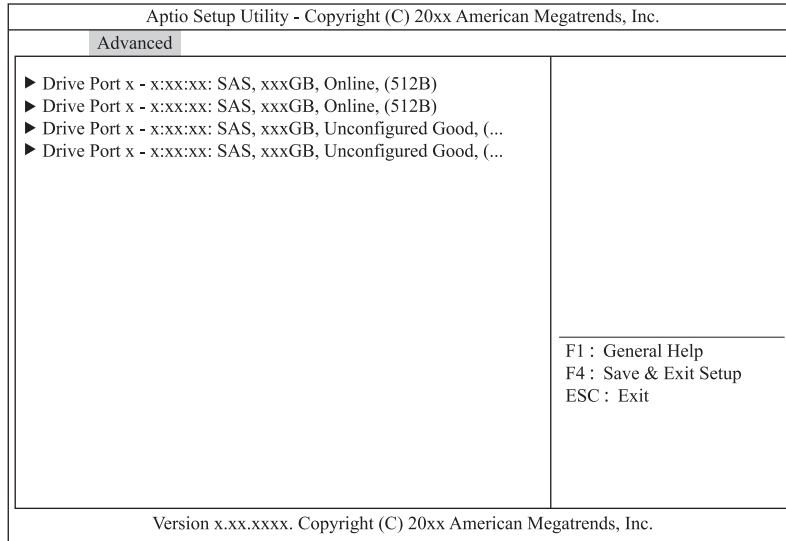 Aptio Setup Utility - Copyright (C) 20xx American Megatrends, Inc.
Advanced
▶ Drive Port x - x:xx:xx: SAS, xxxGB, Online, (512B)
▶ Drive Port x - x:xx:xx: SAS, xxxGB, Online, (512B)
▶ Drive Port x - x:xx:xx: SAS, xxxGB, Unconfigured Good, (...
▶ Drive Port x - x:xx:xx: SAS, xxxGB, Unconfigured Good, (...
F1 : General Help
F4 : Save & Exit Setup
ESC : Exit
Version x.xx.xxxx. Copyright (C) 20xx American Megatrends, Inc.